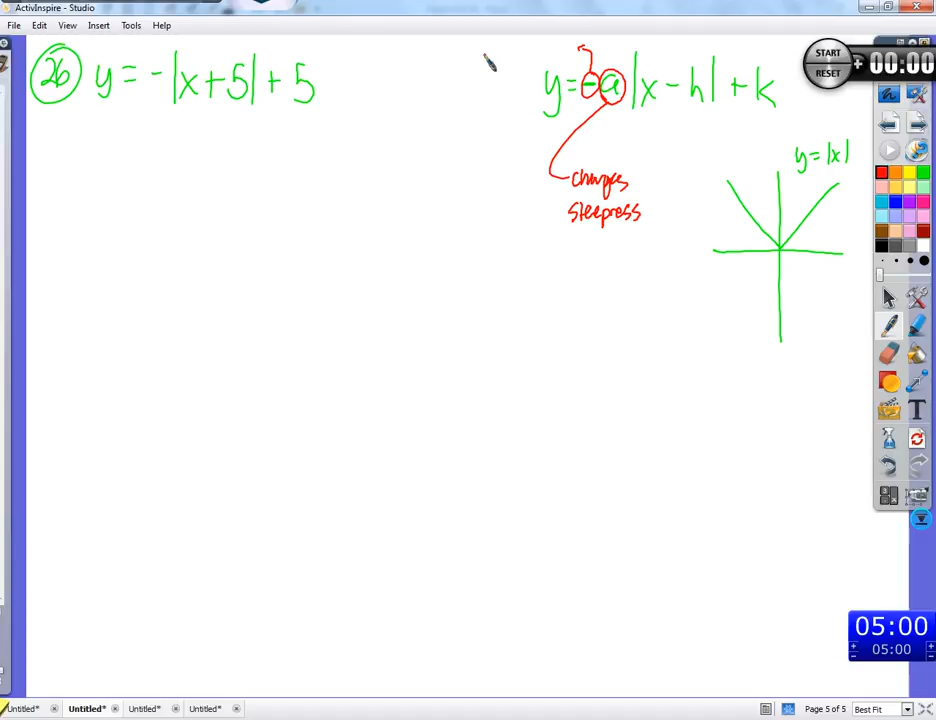 ActivInspire - Studio
File Edit View Insert Tools Help
START
RESET
+ 00:00
26 y = -|x+5|+5
y = -a|x-h|+k
changes
steepness
y=|x|
05:00
05:00
Untitled* Untitled* Untitled* Untitled*
Page 5 of 5 Best Fit